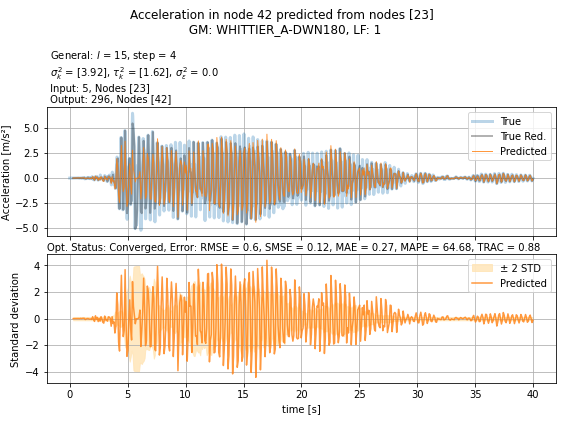 Acceleration in node 42 predicted from nodes [23]
GM: WHITTIER_A-DWN180, LF: 1
General: l = 15, step = 4
σ²ₖ = [3.92], τ²ₖ = [1.62], σ²ε = 0.0
Input: 5, Nodes [23]
Output: 296, Nodes [42]
Acceleration [m/s²]
5.0
2.5
0.0
−2.5
−5.0
True
True Red.
Predicted
Opt. Status: Converged, Error: RMSE = 0.6, SMSE = 0.12, MAE = 0.27, MAPE = 64.68, TRAC = 0.88
Standard deviation
4
2
0
−2
−4
± 2 STD
Predicted
0 5 10 15 20 25 30 35 40
time [s]